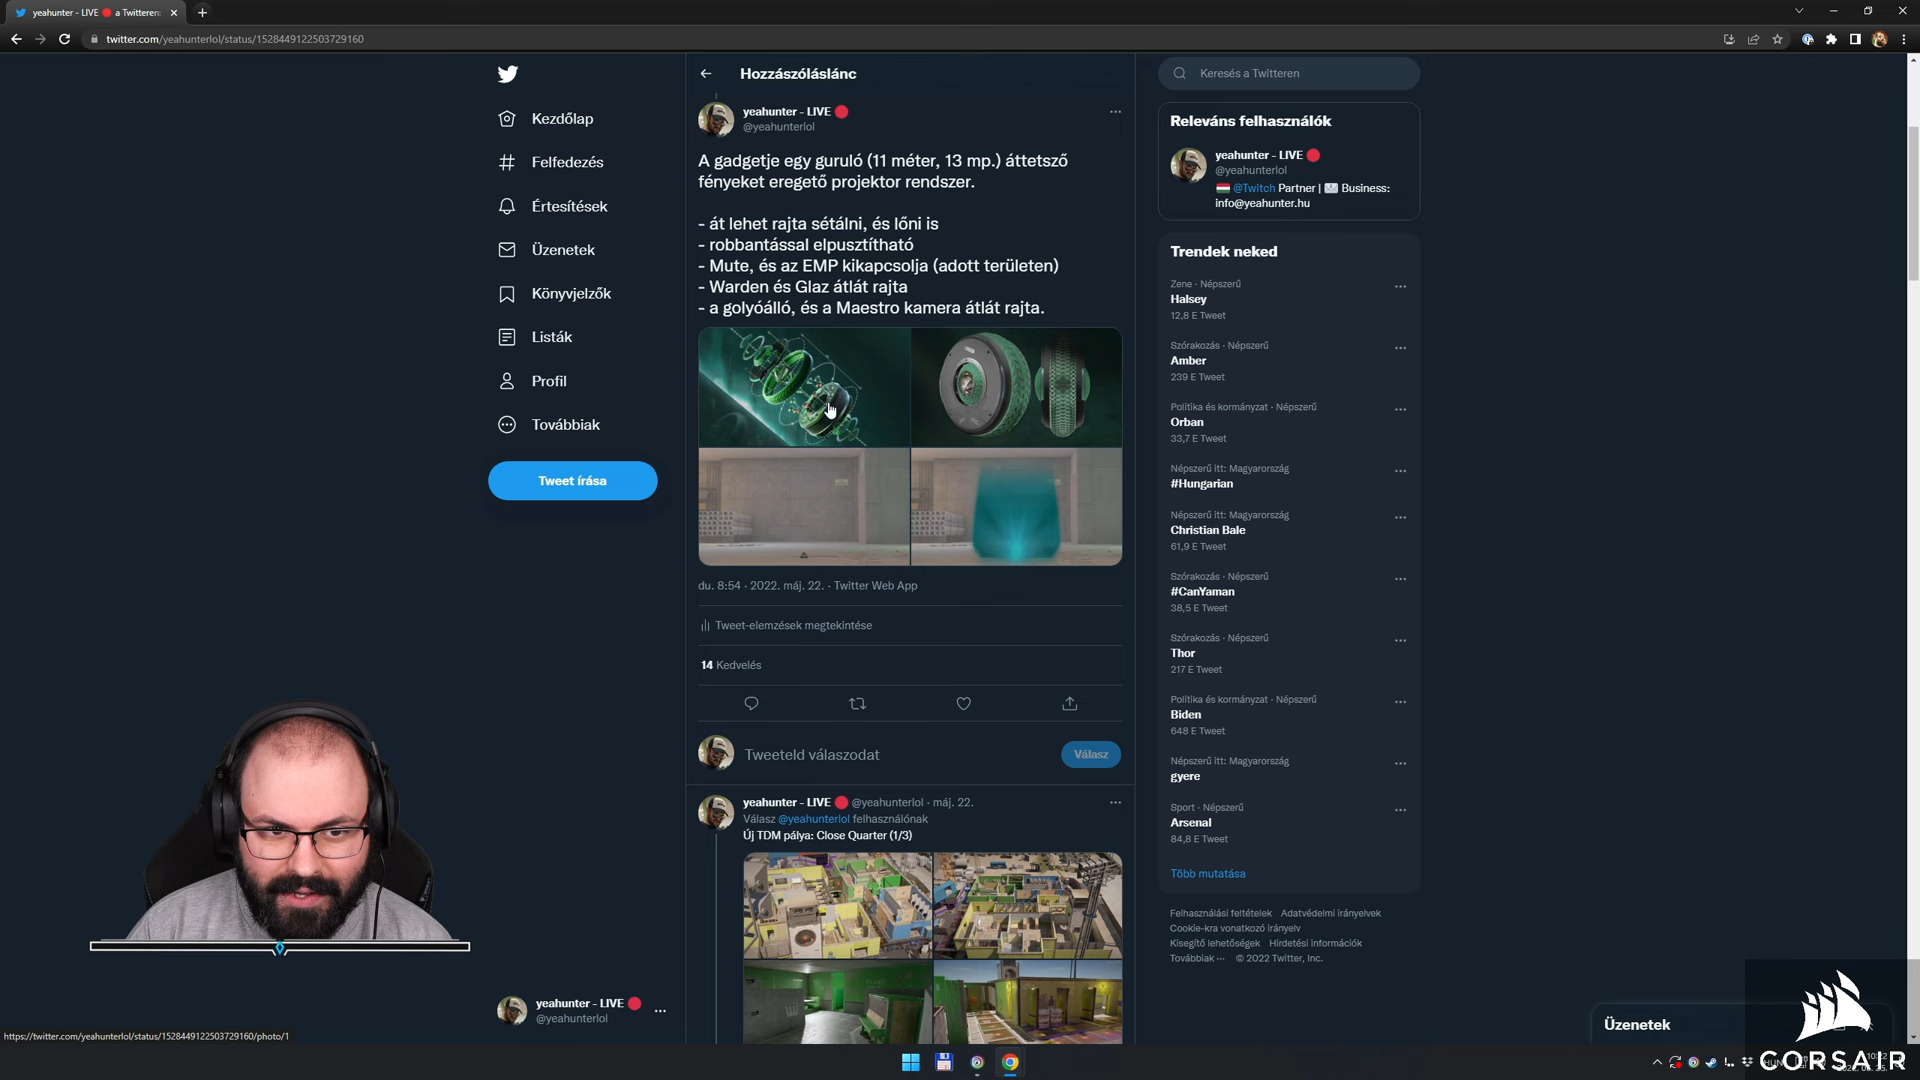 yeahunter - LIVE 🔴 a Twitteren:
twitter.com/yeahunterlol/status/1528449122503729160
Kezdőlap
Felfedezés
Értesítések
Üzenetek
Könyvjelzők
Listák
Profil
Továbbiak
Tweet írása
yeahunter - LIVE 🔴
@yeahunterlol
https://twitter.com/yeahunterlol/status/1528449122503729160/photo/1
Hozzászóláslánc
yeahunter - LIVE 🔴
@yeahunterlol
A gadgetje egy guruló (11 méter, 13 mp.) áttetsző
fényeket eregető projektor rendszer.
- át lehet rajta sétálni, és lőni is
- robbantással elpusztítható
- Mute, és az EMP kikapcsolja (adott területen)
- Warden és Glaz átlát rajta
- a golyóálló, és a Maestro kamera átlát rajta.
du. 8:54 · 2022. máj. 22. · Twitter Web App
Tweet-elemzések megtekintése
14 Kedvelés
Tweeteld válaszodat
Válasz
yeahunter - LIVE 🔴 @yeahunterlol · máj. 22.
Válasz @yeahunterlol felhasználónak
Új TDM pálya: Close Quarter (1/3)
Keresés a Twitteren
Releváns felhasználók
yeahunter - LIVE 🔴
@yeahunterlol
🇭🇺 @Twitch Partner | ✉️ Business:
info@yeahunter.hu
Trendek neked
Zene · Népszerű
Halsey
12,8 E Tweet
Szórakozás · Népszerű
Amber
239 E Tweet
Politika és kormányzat · Népszerű
Orban
33,7 E Tweet
Népszerű itt: Magyarország
#Hungarian
Népszerű itt: Magyarország
Christian Bale
61,9 E Tweet
Szórakozás · Népszerű
#CanYaman
38,5 E Tweet
Szórakozás · Népszerű
Thor
217 E Tweet
Politika és kormányzat · Népszerű
Biden
648 E Tweet
Népszerű itt: Magyarország
gyere
Sport · Népszerű
Arsenal
84,8 E Tweet
Több mutatása
Felhasználási feltételek Adatvédelmi irányelvek
Cookie-kra vonatkozó irányelv
Kisegítő lehetőségek Hirdetési információk
Továbbiak ··· © 2022 Twitter, Inc.
Üzenetek
CORSAIR